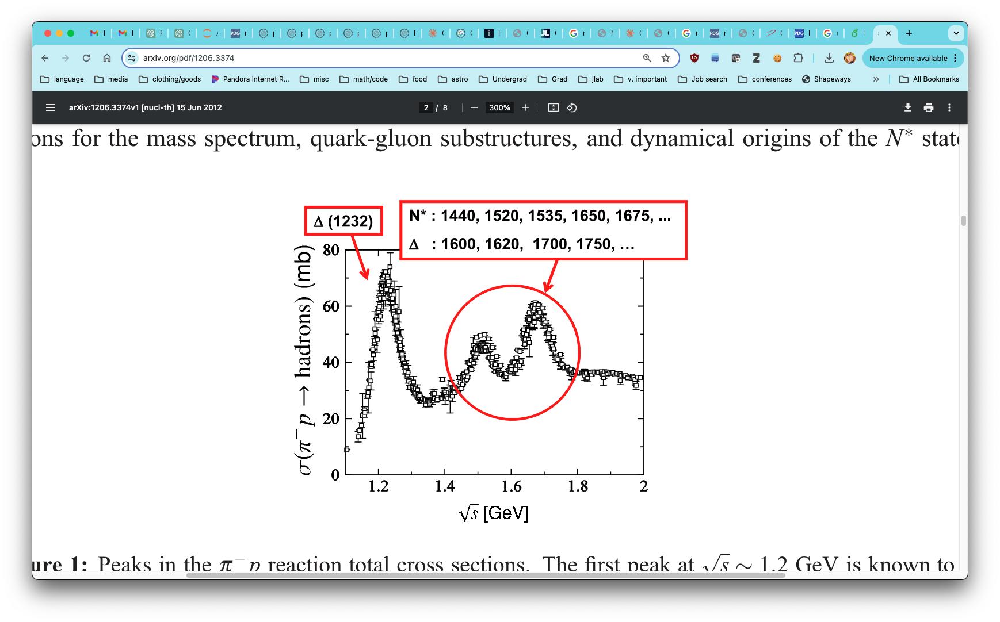 arxiv.org/pdf/1206.3374
New Chrome available
language media clothing/goods Pandora Internet R... misc math/code food astro Undergrad Grad jlab v. important Job search conferences Shapeways » All Bookmarks
arXiv:1206.3374v1 [nucl-th] 15 Jun 2012 2 / 8 300%
ons for the mass spectrum, quark-gluon substructures, and dynamical origins of the N* state
Δ (1232)
N* : 1440, 1520, 1535, 1650, 1675, ...
Δ : 1600, 1620, 1700, 1750, ...
σ(π⁻p → hadrons) (mb)
80
60
40
20
0
1.2 1.4 1.6 1.8 2
√s [GeV]
ure 1: Peaks in the π⁻p reaction total cross sections. The first peak at √s ∼ 1.2 GeV is known to